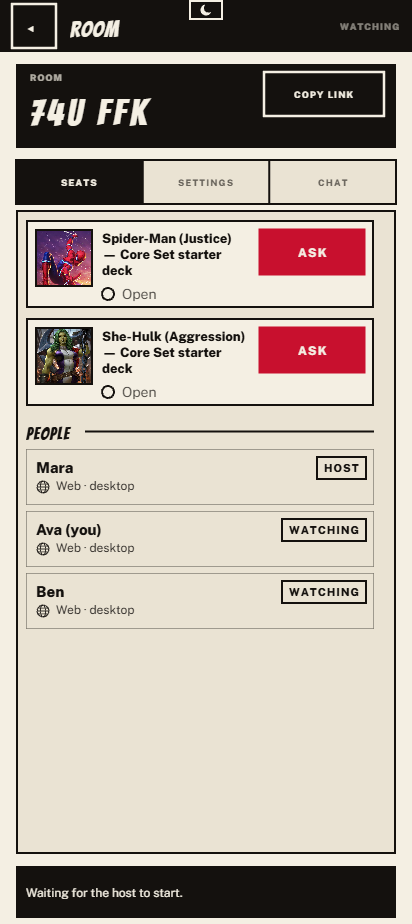 ROOM
WATCHING
ROOM
74U FFK
COPY LINK
SEATS
SETTINGS
CHAT
Spider-Man (Justice)
— Core Set starter
deck
Open
ASK
She-Hulk (Aggression)
— Core Set starter
deck
Open
ASK
PEOPLE
Mara
Web · desktop
HOST
Ava (you)
Web · desktop
WATCHING
Ben
Web · desktop
WATCHING
Waiting for the host to start.